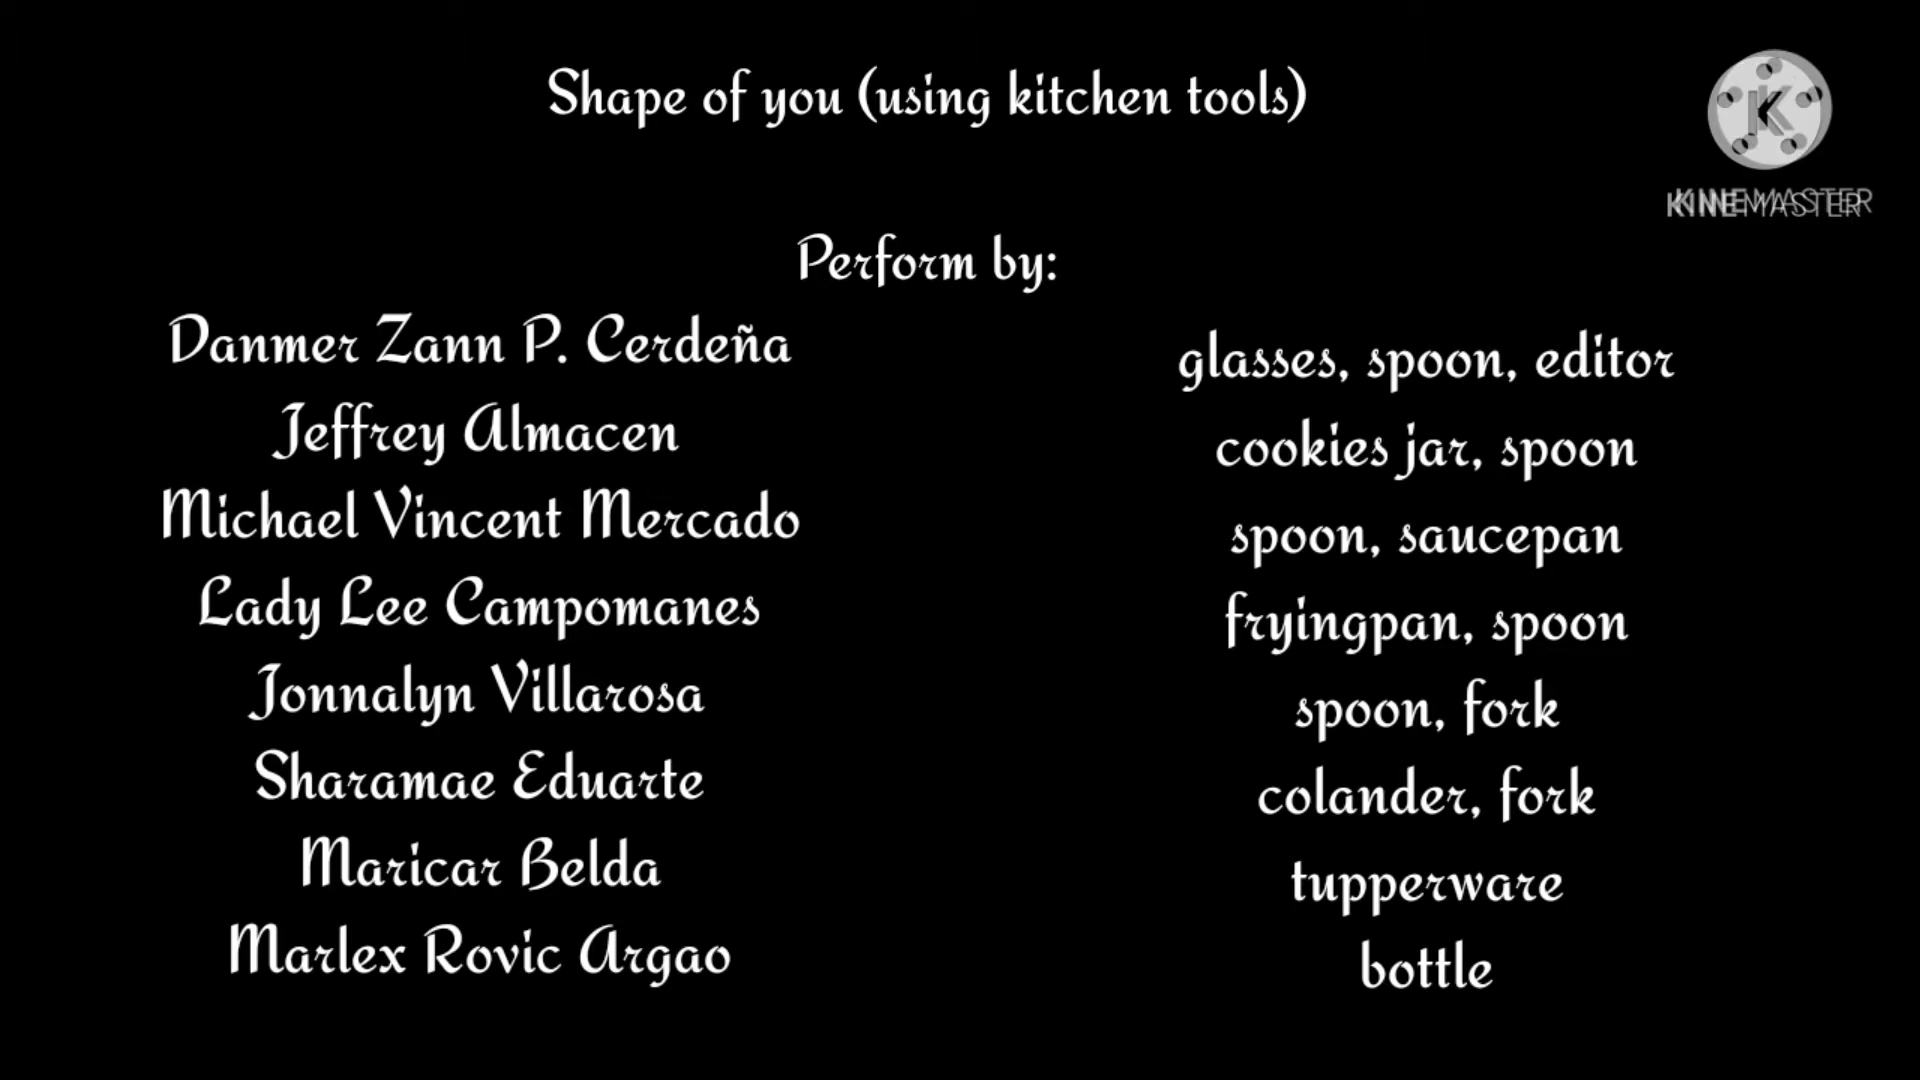 Shape of you (using kitchen tools)
KINEMASTER
Perform by:
Danmer Zann P. Cerdeña
glasses, spoon, editor
Jeffrey Almacen
cookies jar, spoon
Michael Vincent Mercado
spoon, saucepan
Lady Lee Campomanes
fryingpan, spoon
Jonnalyn Villarosa
spoon, fork
Sharamae Eduarte
colander, fork
Maricar Belda
tupperware
Marlex Rovic Argao
bottle